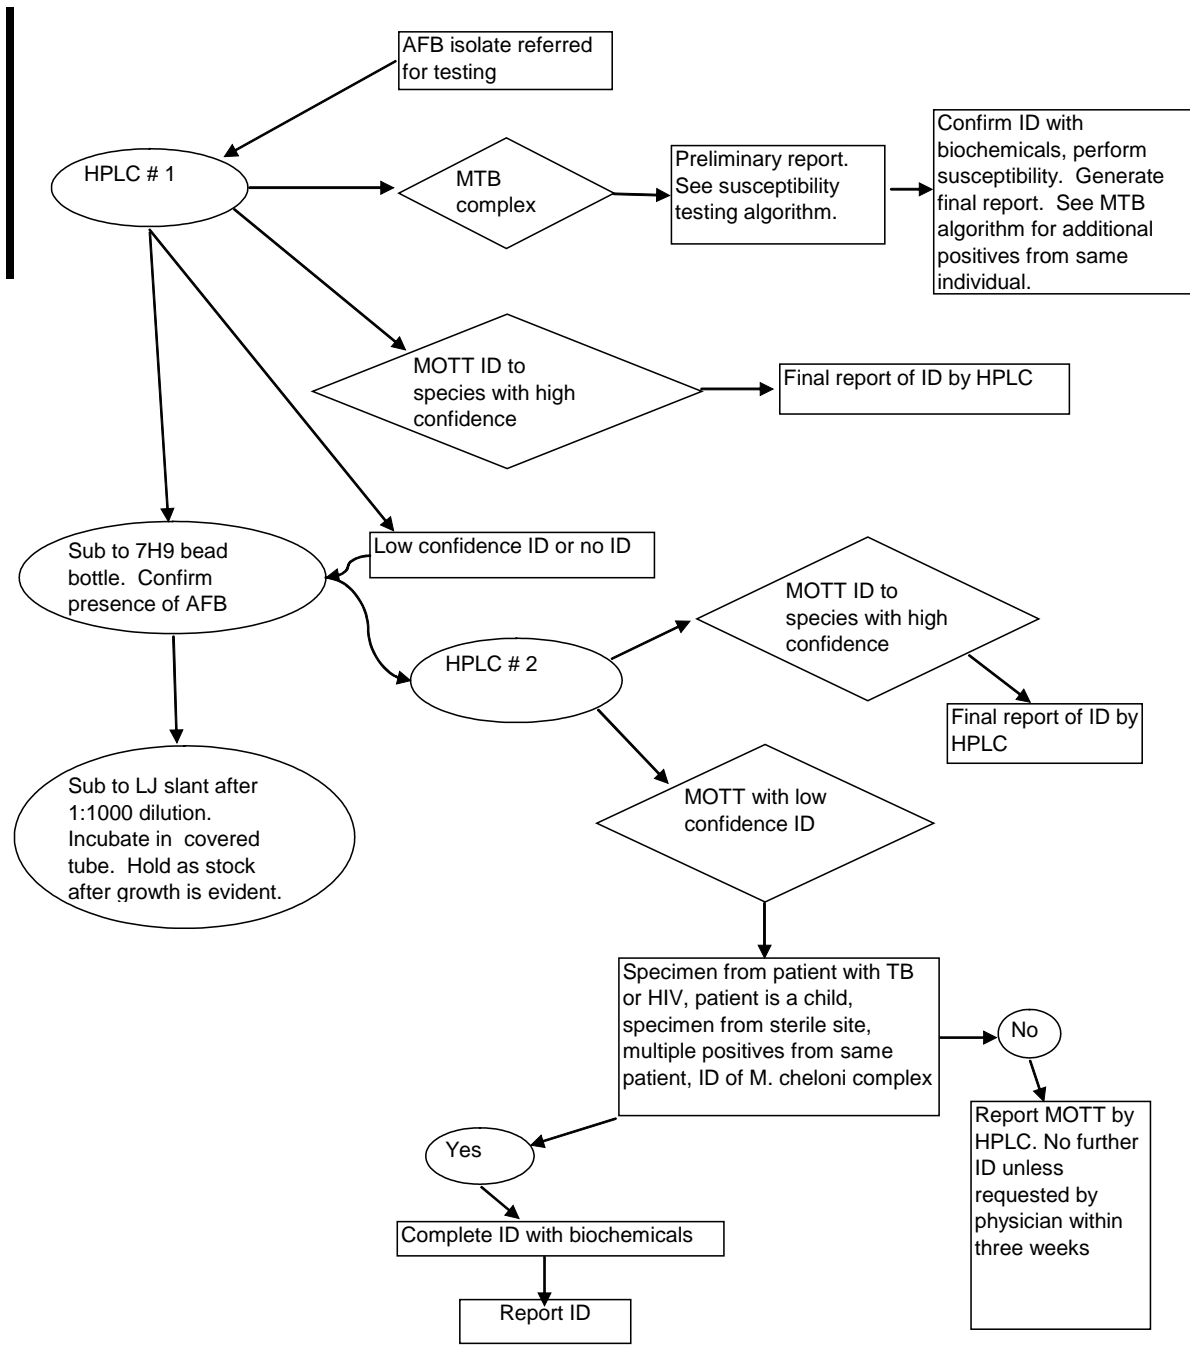 AFB isolate referred
for testing
HPLC # 1
MTB
complex
Preliminary report.
See susceptibility
testing algorithm.
Confirm ID with
biochemicals, perform
susceptibility.  Generate
final report.  See MTB
algorithm for additional
positives from same
individual.
MOTT ID to
species with high
confidence
Final report of ID by HPLC
Low confidence ID or no ID
Sub to 7H9 bead
bottle.  Confirm
presence of AFB
HPLC # 2
MOTT ID to
species with high
confidence
Final report of ID by
HPLC
Sub to LJ slant after
1:1000 dilution.
Incubate in  covered
tube.  Hold as stock
after growth is evident.
MOTT with low
confidence ID
Specimen from patient with TB
or HIV, patient is a child,
specimen from sterile site,
multiple positives from same
patient, ID of M. cheloni complex
No
Report MOTT by
HPLC. No further
ID unless
requested by
physician within
three weeks
Yes
Complete ID with biochemicals
Report ID